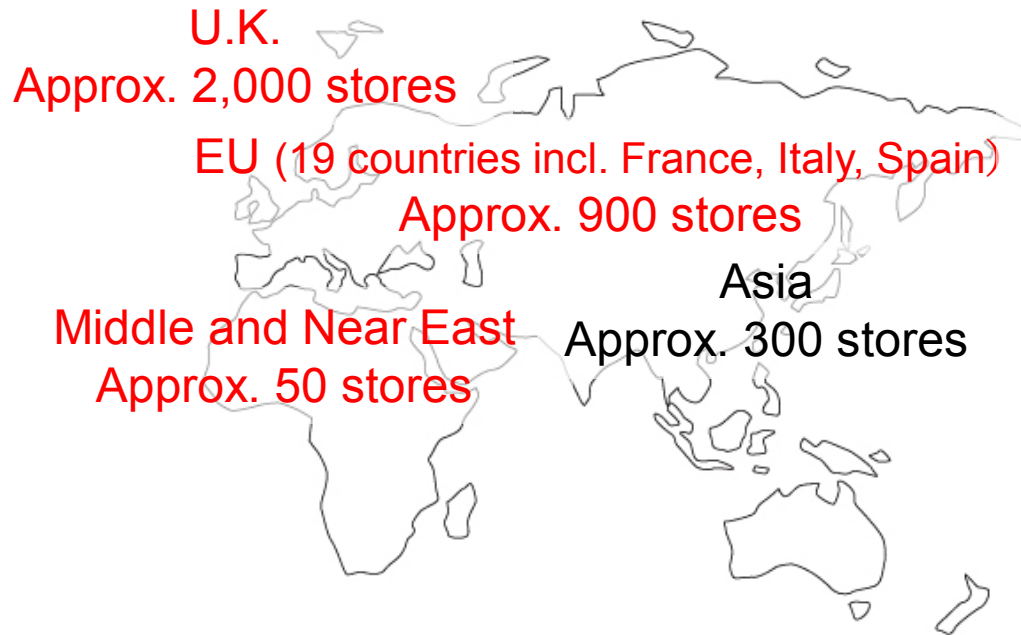 U.K.
Approx. 2,000 stores
EU (19 countries incl. France, Italy, Spain）
Approx. 900 stores
Asia
Approx. 300 stores
Middle and Near East
Approx. 50 stores